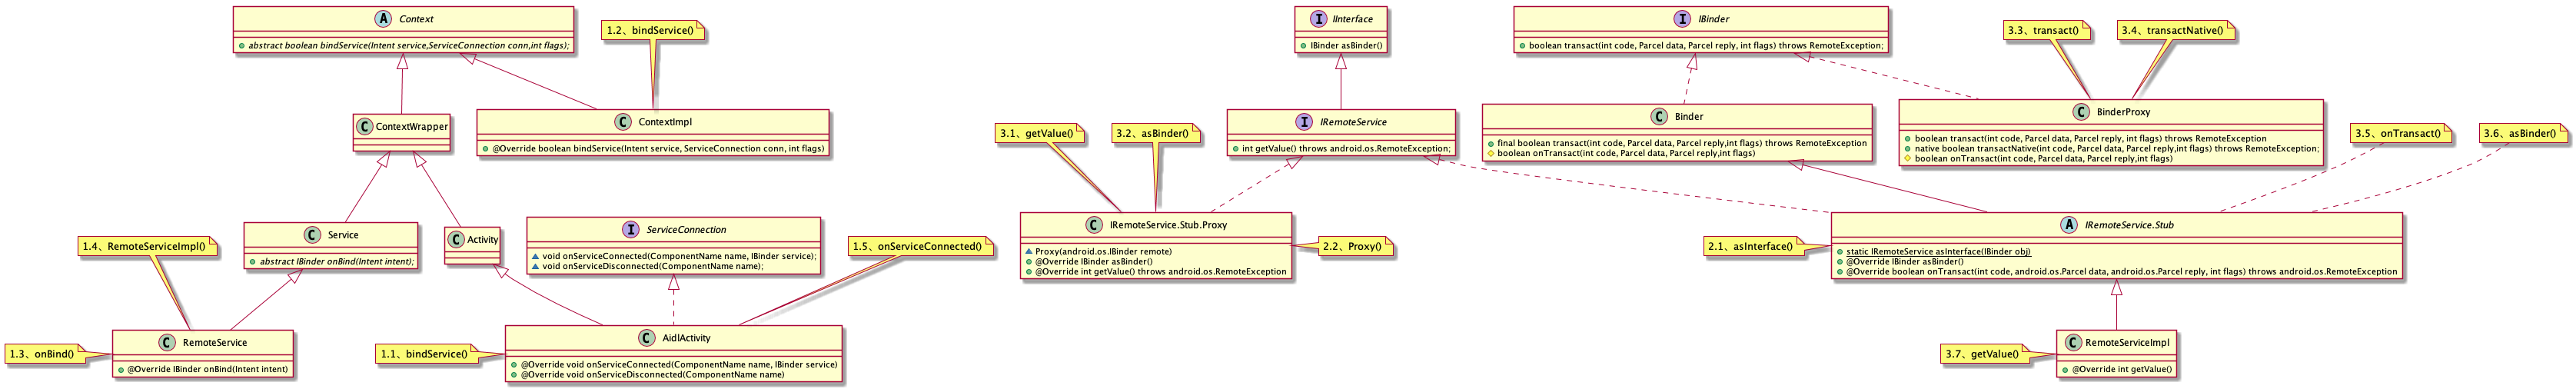 Context
abstract boolean bindService(Intent service,ServiceConnection conn,int flags);
1.2、bindService()
IInterface
IBinder asBinder()
IBinder
boolean transact(int code, Parcel data, Parcel reply, int flags) throws RemoteException;
3.3、transact()
3.4、transactNative()
ContextWrapper
ContextImpl
@Override boolean bindService(Intent service, ServiceConnection conn, int flags)
3.1、getValue()
3.2、asBinder()
IRemoteService
int getValue() throws android.os.RemoteException;
Binder
final boolean transact(int code, Parcel data, Parcel reply,int flags) throws RemoteException
boolean onTransact(int code, Parcel data, Parcel reply,int flags)
BinderProxy
boolean transact(int code, Parcel data, Parcel reply, int flags) throws RemoteException
native boolean transactNative(int code, Parcel data, Parcel reply,int flags) throws RemoteException;
boolean onTransact(int code, Parcel data, Parcel reply,int flags)
3.5、onTransact()
3.6、asBinder()
1.4、RemoteServiceImpl()
Service
abstract IBinder onBind(Intent intent);
Activity
ServiceConnection
void onServiceConnected(ComponentName name, IBinder service);
void onServiceDisconnected(ComponentName name);
1.5、onServiceConnected()
IRemoteService.Stub.Proxy
Proxy(android.os.IBinder remote)
@Override IBinder asBinder()
@Override int getValue() throws android.os.RemoteException
2.2、Proxy()
2.1、asInterface()
IRemoteService.Stub
static IRemoteService asInterface(IBinder obj)
@Override IBinder asBinder()
@Override boolean onTransact(int code, android.os.Parcel data, android.os.Parcel reply, int flags) throws android.os.RemoteException
1.3、onBind()
RemoteService
@Override IBinder onBind(Intent intent)
1.1、bindService()
AidlActivity
@Override void onServiceConnected(ComponentName name, IBinder service)
@Override void onServiceDisconnected(ComponentName name)
3.7、getValue()
RemoteServiceImpl
@Override int getValue()